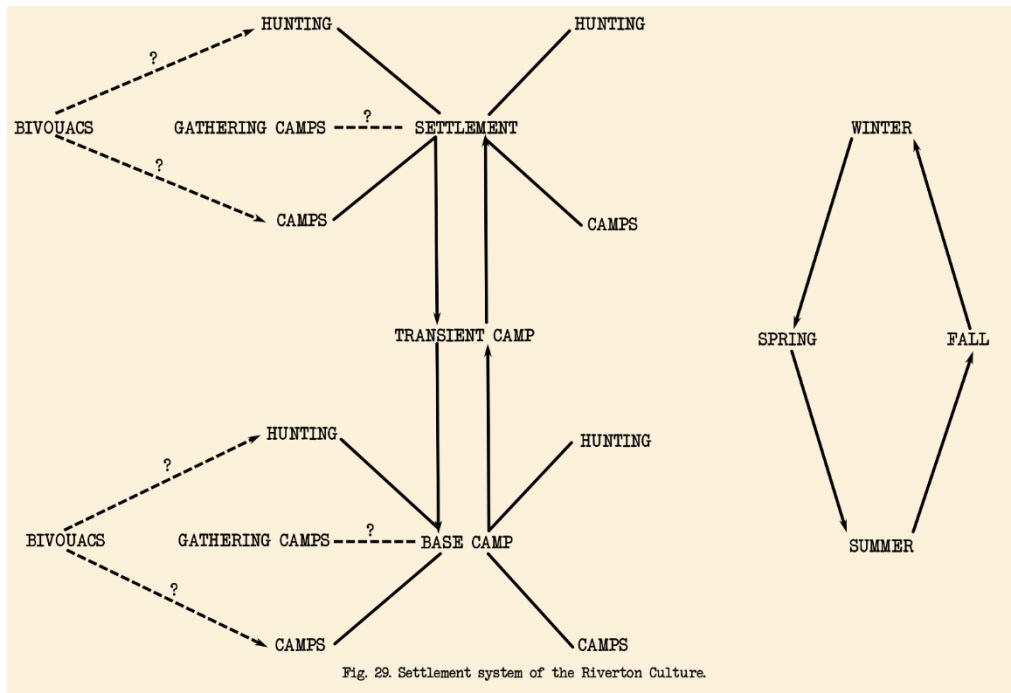 HUNTING HUNTING
?
BIVOUACS GATHERING CAMPS ? SETTLEMENT WINTER
?
CAMPS CAMPS
TRANSIENT CAMP SPRING FALL
HUNTING HUNTING
?
BIVOUACS GATHERING CAMPS ? BASE CAMP SUMMER
?
CAMPS CAMPS
Fig. 29. Settlement system of the Riverton Culture.